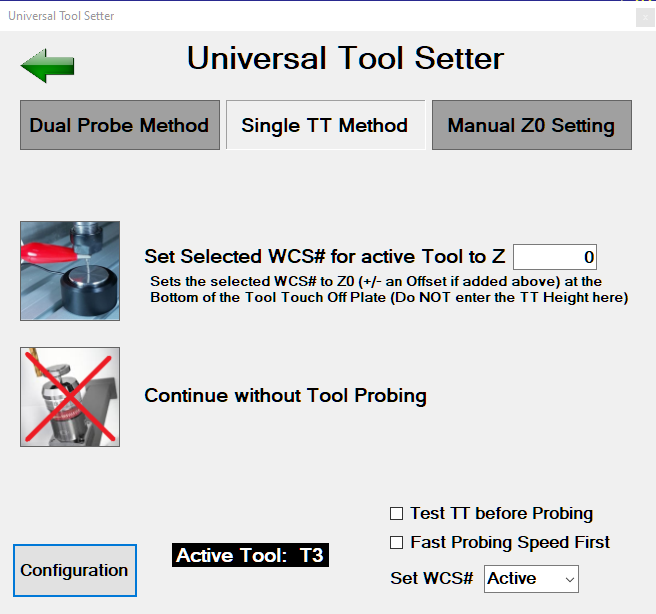 Universal Tool Setter
Universal Tool Setter
Dual Probe Method
Single TT Method
Manual Z0 Setting
Set Selected WCS# for active Tool to Z 0
Sets the selected WCS# to Z0 (+/- an Offset if added above) at the
Bottom of the Tool Touch Off Plate (Do NOT enter the TT Height here)
Continue without Tool Probing
Test TT before Probing
Fast Probing Speed First
Active Tool: T3
Configuration
Set WCS# Active